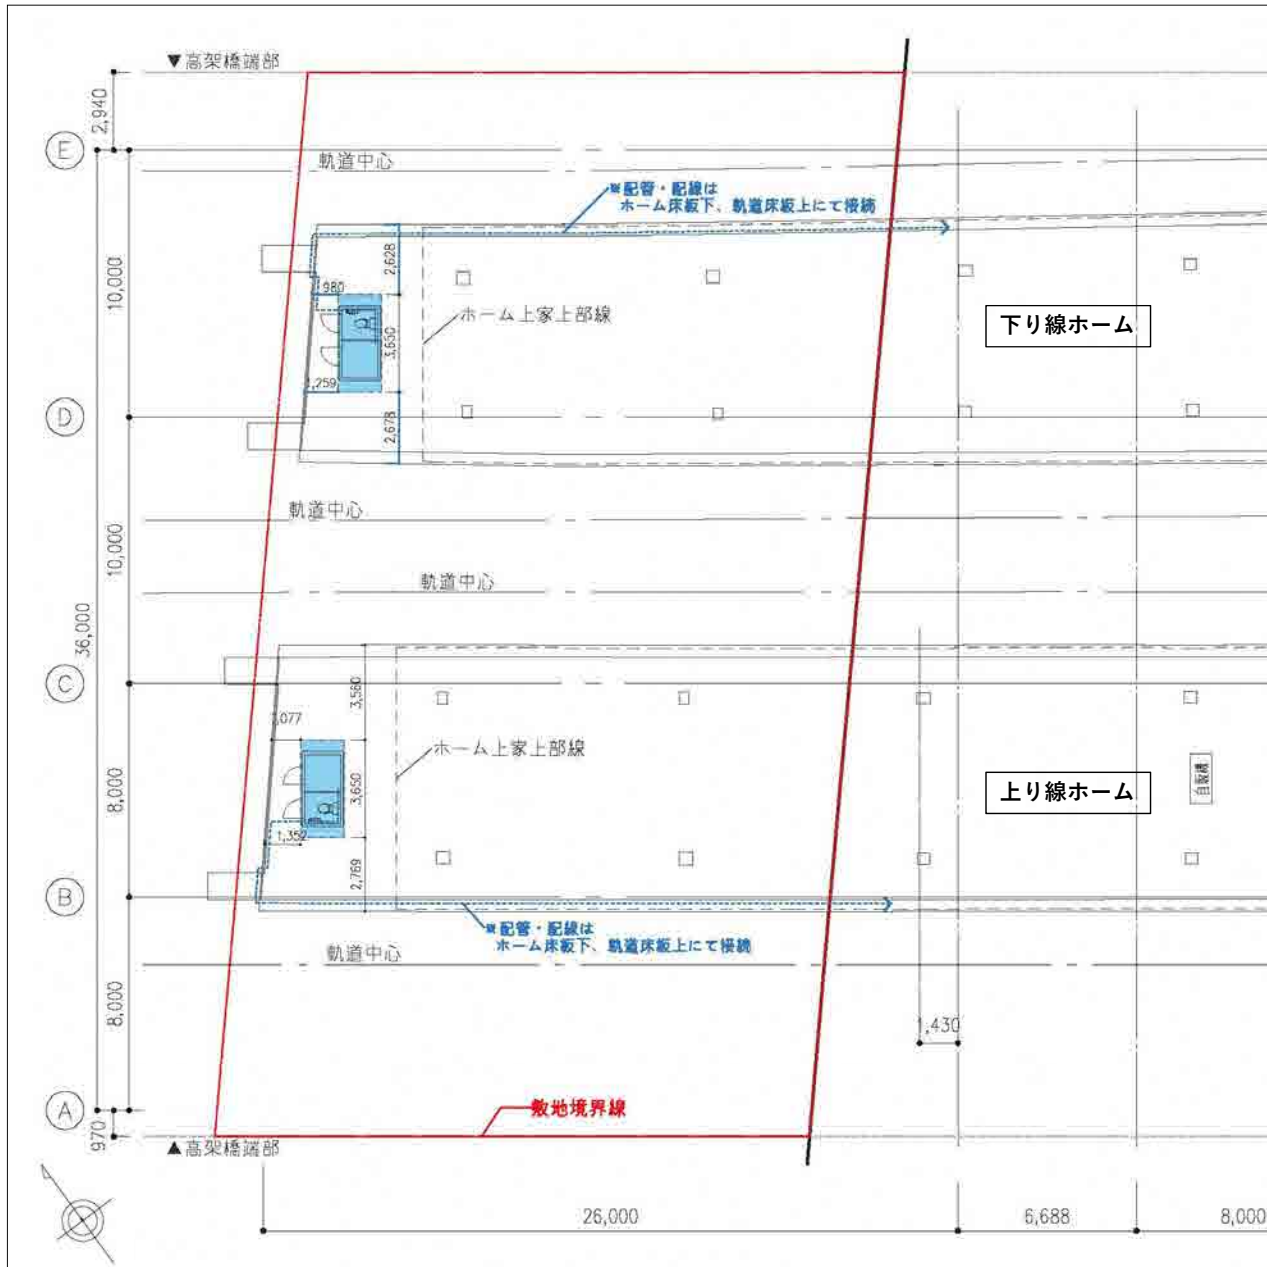 ▼高架橋端部
2,940
E
軌道中心
※配管・配線は
ホーム床板下、軌道床板上にて接続
10,000
2,628
980
ホーム上家上部線
下り線ホーム
3,650
1,259
D
2,678
軌道中心
10,000
軌道中心
36,000
C
3,560
1,077
ホーム上家上部線
上り線ホーム
自販機
8,000
3,650
1,352
2,769
B
※配管・配線は
ホーム床板下、軌道床板上にて接続
軌道中心
8,000
1,430
A
敷地境界線
970
▲高架橋端部
26,000
6,688
8,000